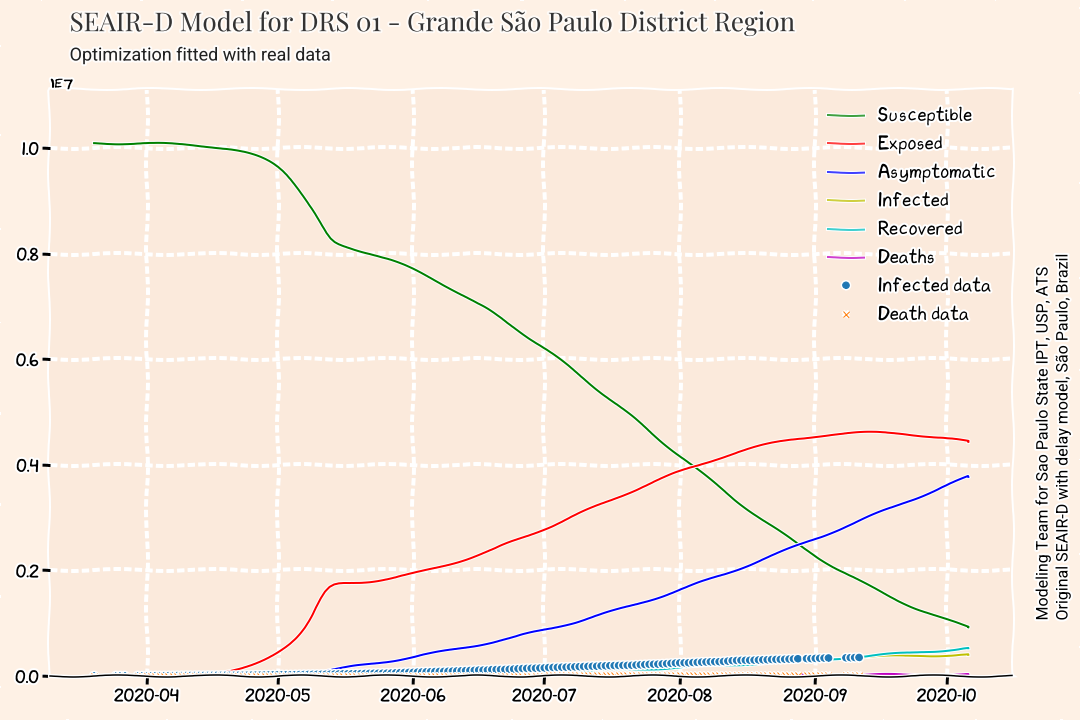 SEAIR-D Model for DRS 01 - Grande São Paulo District Region
Optimization fitted with real data
1E7
1.0
0.8
0.6
0.4
0.2
0.0
2020-04
2020-05
2020-06
2020-07
2020-08
2020-09
2020-10
Susceptible
Exposed
Asymptomatic
Infected
Recovered
Deaths
Infected data
Death data
Modeling Team for Sao Paulo State IPT, USP, ATS
Original SEAIR-D with delay model, São Paulo, Brazil